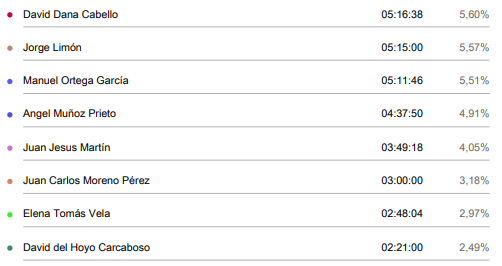 David Dana Cabello 05:16:38 5,60%
Jorge Limón 05:15:00 5,57%
Manuel Ortega García 05:11:46 5,51%
Angel Muñoz Prieto 04:37:50 4,91%
Juan Jesus Martín 03:49:18 4,05%
Juan Carlos Moreno Pérez 03:00:00 3,18%
Elena Tomás Vela 02:48:04 2,97%
David del Hoyo Carcaboso 02:21:00 2,49%